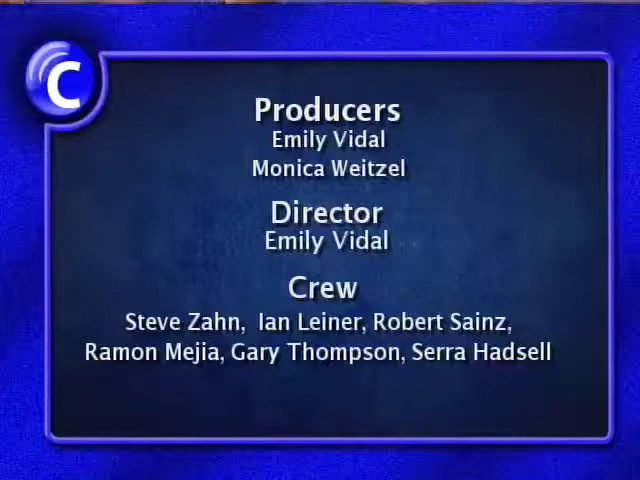 C
Producers
Emily Vidal
Monica Weitzel
Director
Emily Vidal
Crew
Steve Zahn,  Ian Leiner, Robert Sainz,
Ramon Mejia, Gary Thompson, Serra Hadsell